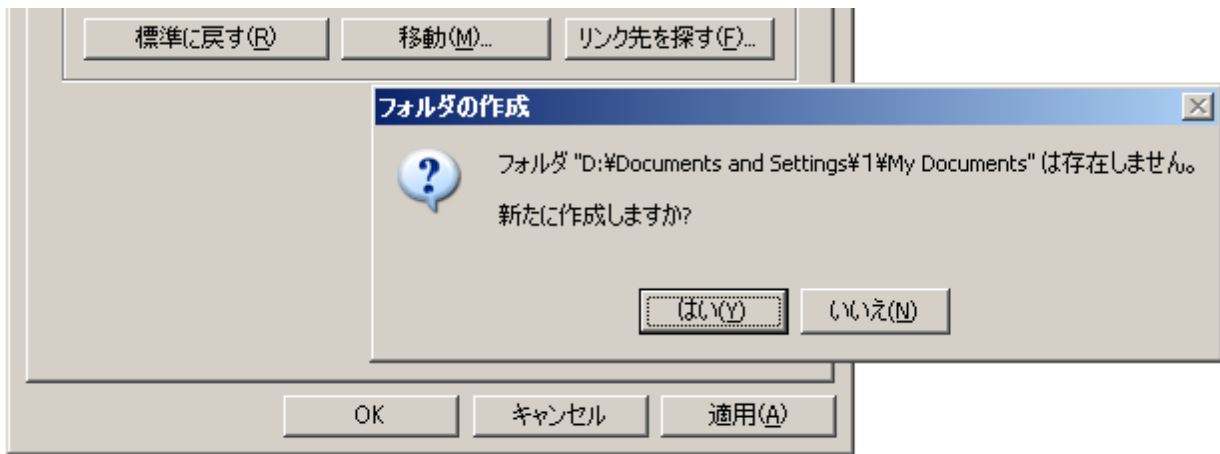 標準に戻す(R)
移動(M)...
リンク先を探す(F)...
フォルダの作成
フォルダ "D:¥Documents and Settings¥1¥My Documents" は存在しません。
新たに作成しますか?
はい(Y)
いいえ(N)
OK
キャンセル
適用(A)